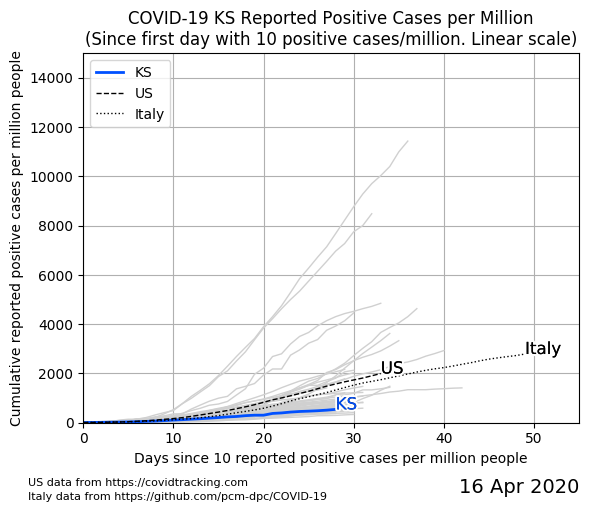 COVID-19 KS Reported Positive Cases per Million
(Since first day with 10 positive cases/million. Linear scale)
Cumulative reported positive cases per million people
14000
12000
10000
8000
6000
4000
2000
0
KS
US
Italy
Italy
US
KS
0 10 20 30 40 50
Days since 10 reported positive cases per million people
US data from https://covidtracking.com
Italy data from https://github.com/pcm-dpc/COVID-19
16 Apr 2020